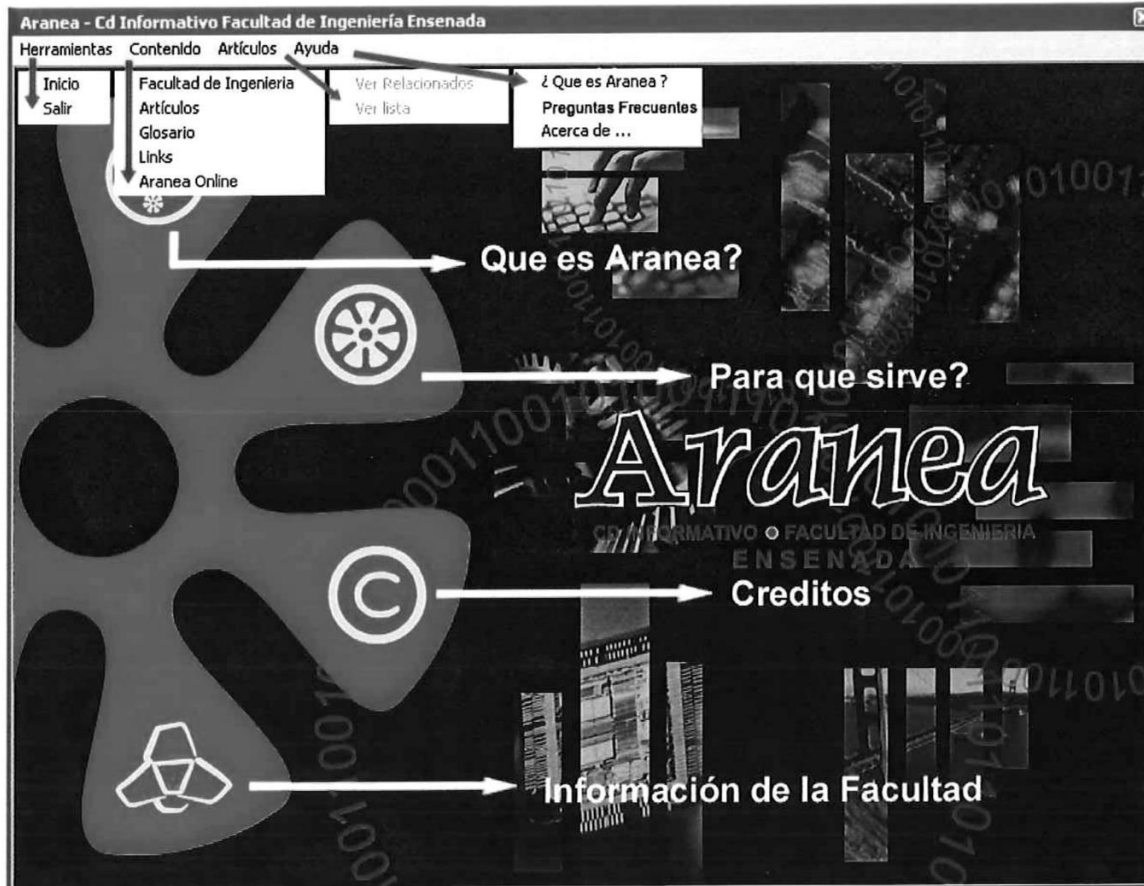 Aranea - Cd Informativo Facultad de Ingeniería Ensenada
Herramientas Contenido Artículos Ayuda
Inicio
Salir
Facultad de Ingenieria
Artículos
Glosario
Links
Aranea Online
Ver Relacionados
Ver lista
¿ Que es Aranea ?
Preguntas Frecuentes
Acerca de ...
Que es Aranea?
Para que sirve?
Aranea
CD INFORMATIVO FACULTAD DE INGENIERIA
ENSENADA
Creditos
Información de la Facultad